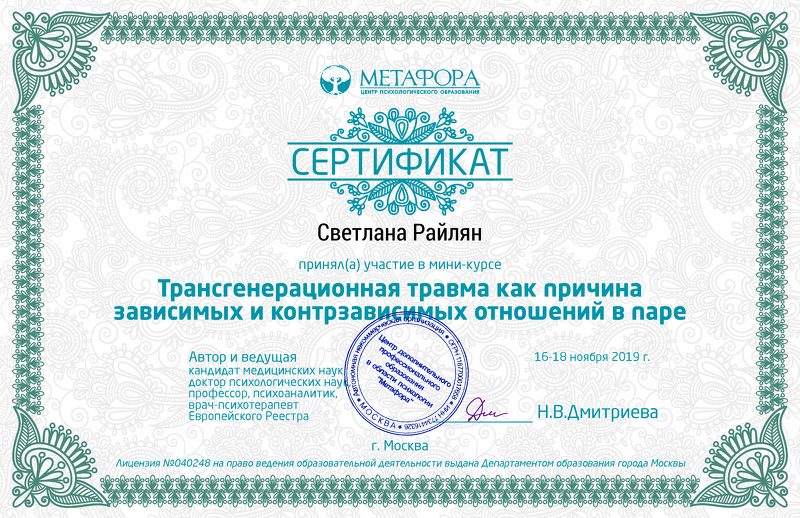 МЕТАФОРА
ЦЕНТР ПСИХОЛОГИЧЕСКОГО ОБРАЗОВАНИЯ
СЕРТИФИКАТ
Светлана Райлян
принял(а) участие в мини-курсе
Трансгенерационная травма как причина
зависимых и контрзависимых отношений в паре
Автор и ведущая
кандидат медицинских наук
доктор психологических наук
профессор, психоаналитик,
врач-психотерапевт
Европейского Реестра
16-18 ноября 2019 г.
Автономная некоммерческая организация
МОСКВА
Центр дополнительного
профессионального
образования
в области психологии
"Метафора"
Н.В.Дмитриева
г. Москва
Лицензия №040248 на право ведения образовательной деятельности выдана Департаментом образования города Москвы